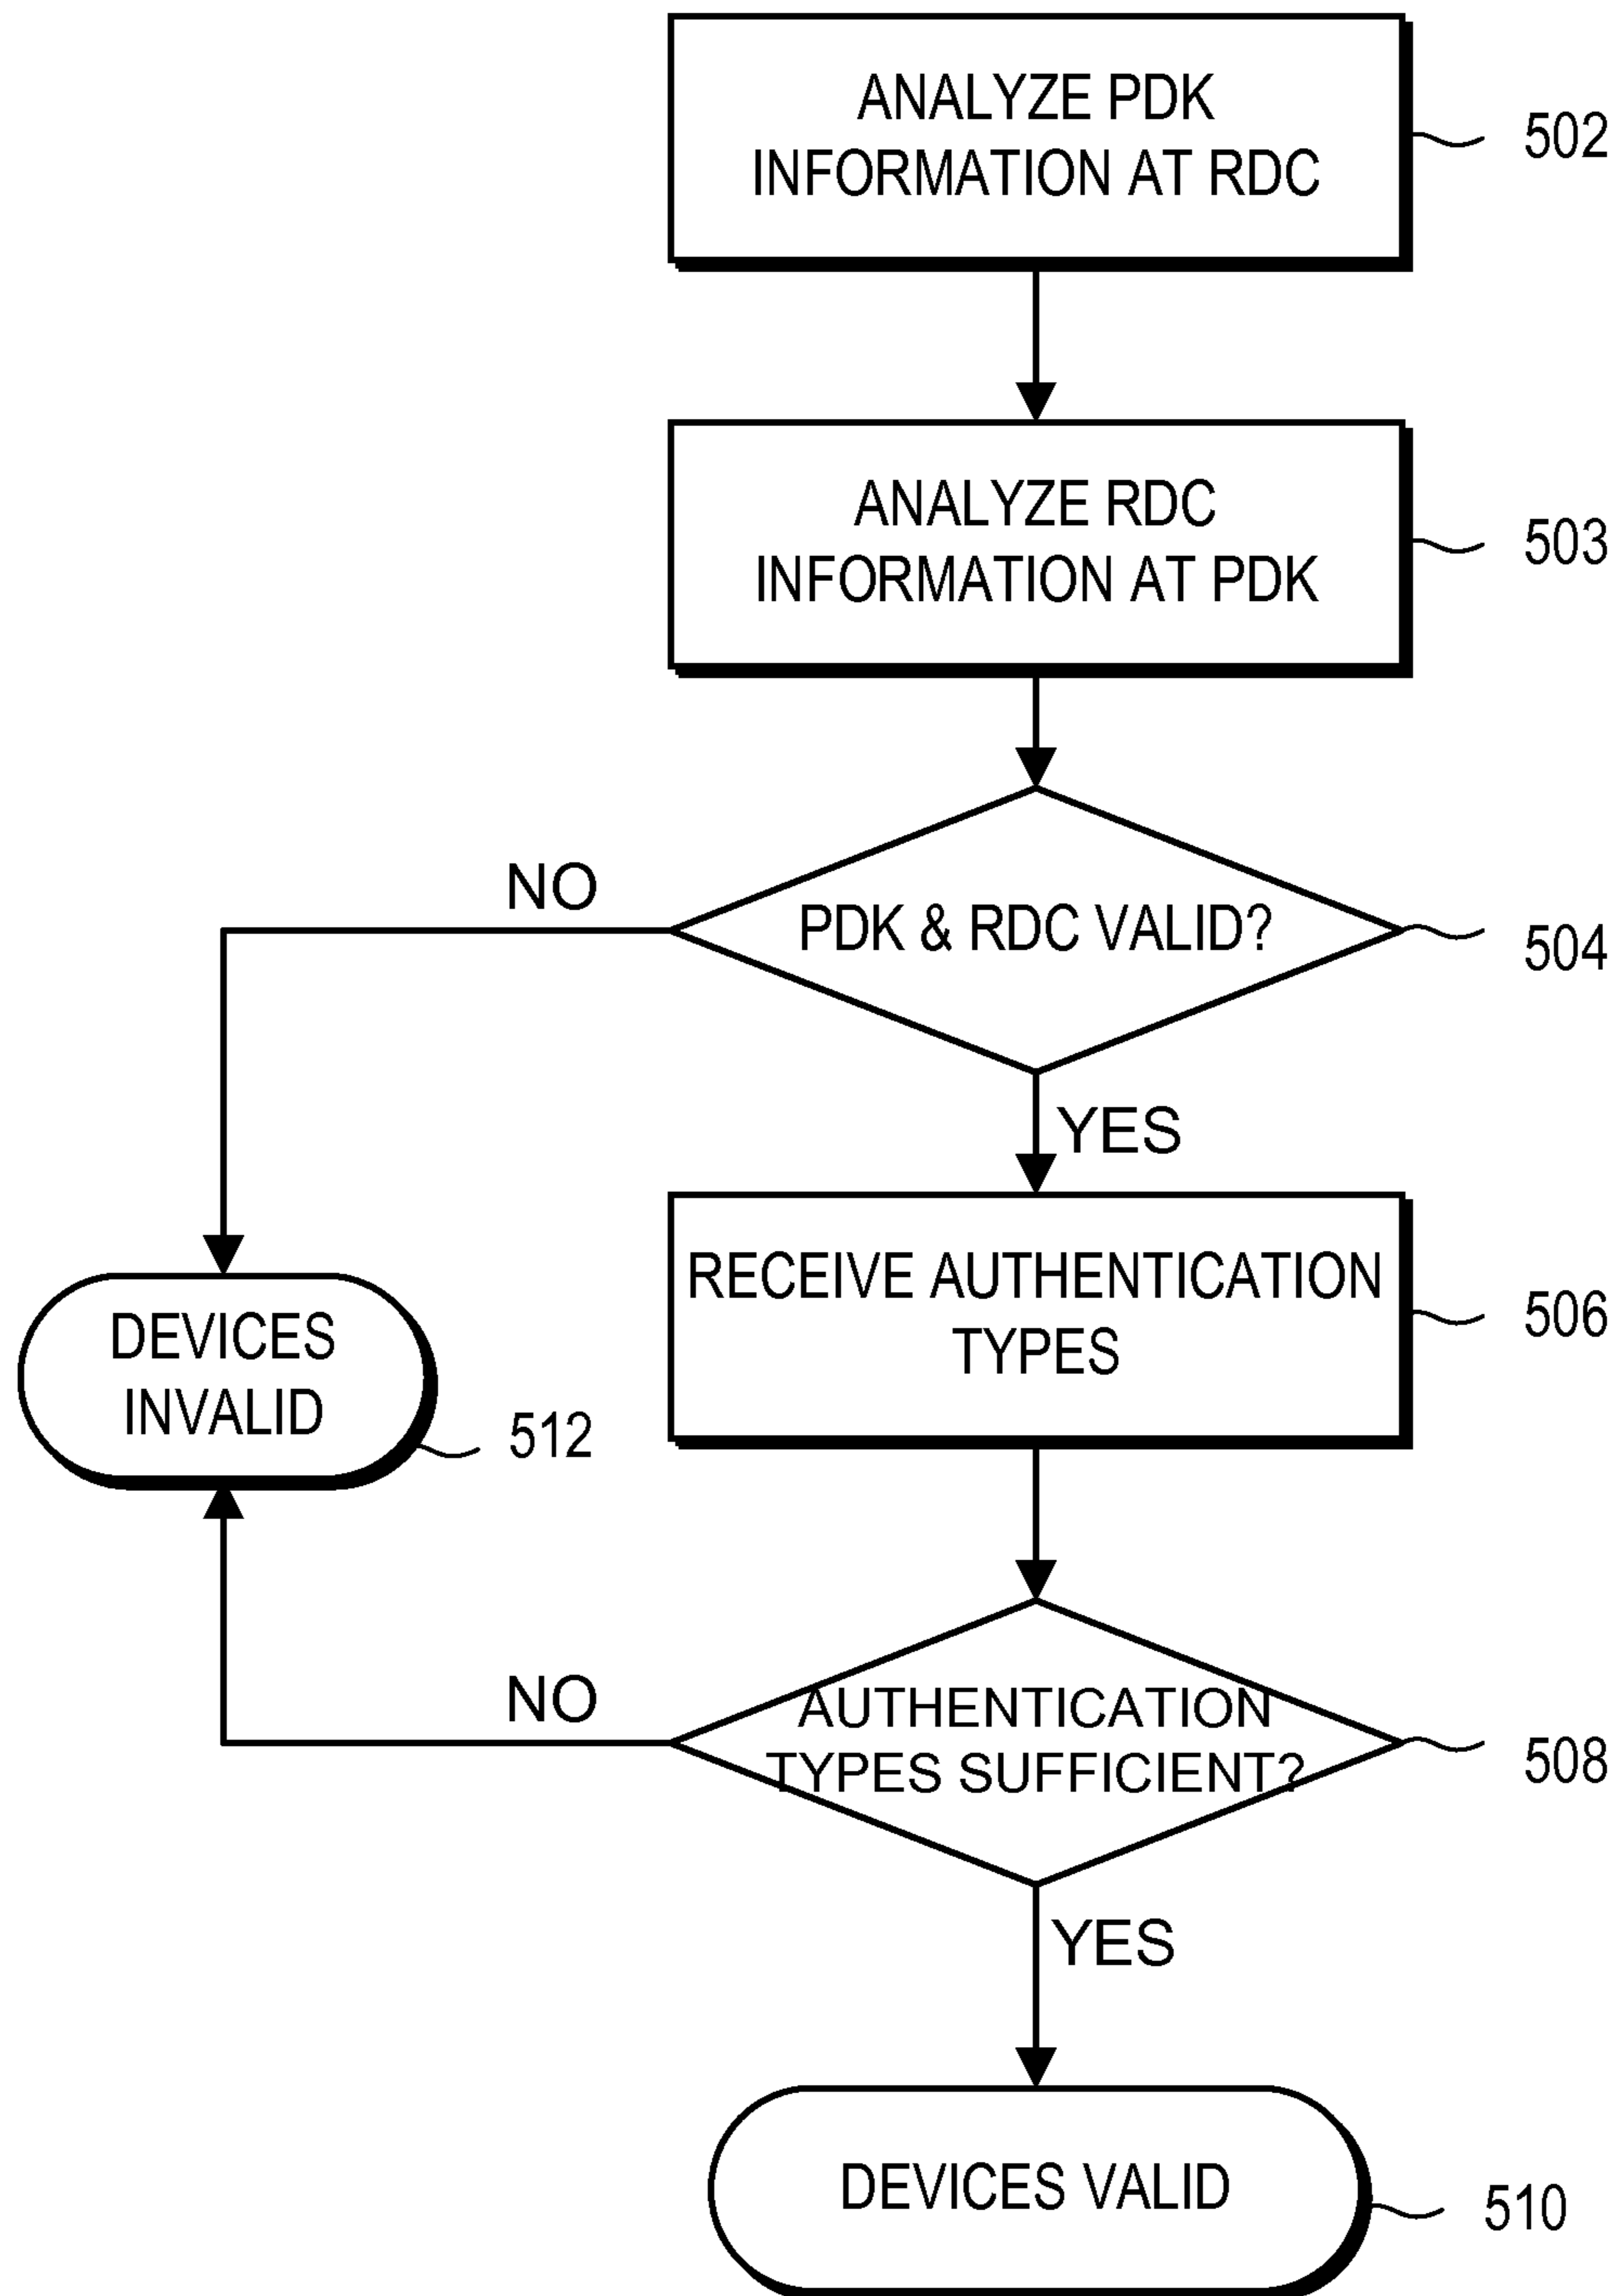 ANALYZE PDK
INFORMATION AT RDC
502
ANALYZE RDC
INFORMATION AT PDK
503
NO
PDK & RDC VALID?
504
YES
RECEIVE AUTHENTICATION
TYPES
506
DEVICES
INVALID
512
NO
AUTHENTICATION
TYPES SUFFICIENT?
508
YES
DEVICES VALID
510